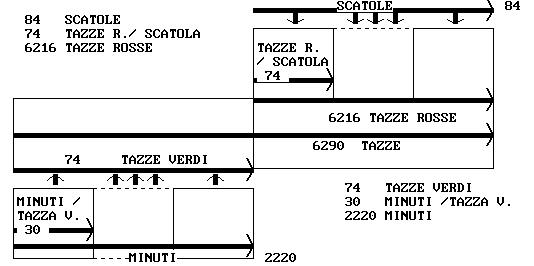 SCATOLE 84
84 SCATOLE
74 TAZZE R./ SCATOLA
6216 TAZZE ROSSE
TAZZE R.
/ SCATOLA
74
6216 TAZZE ROSSE
6290 TAZZE
74 TAZZE VERDI
74 TAZZE VERDI
30 MINUTI /TAZZA V.
2220 MINUTI
MINUTI /
TAZZA V.
30
MINUTI 2220